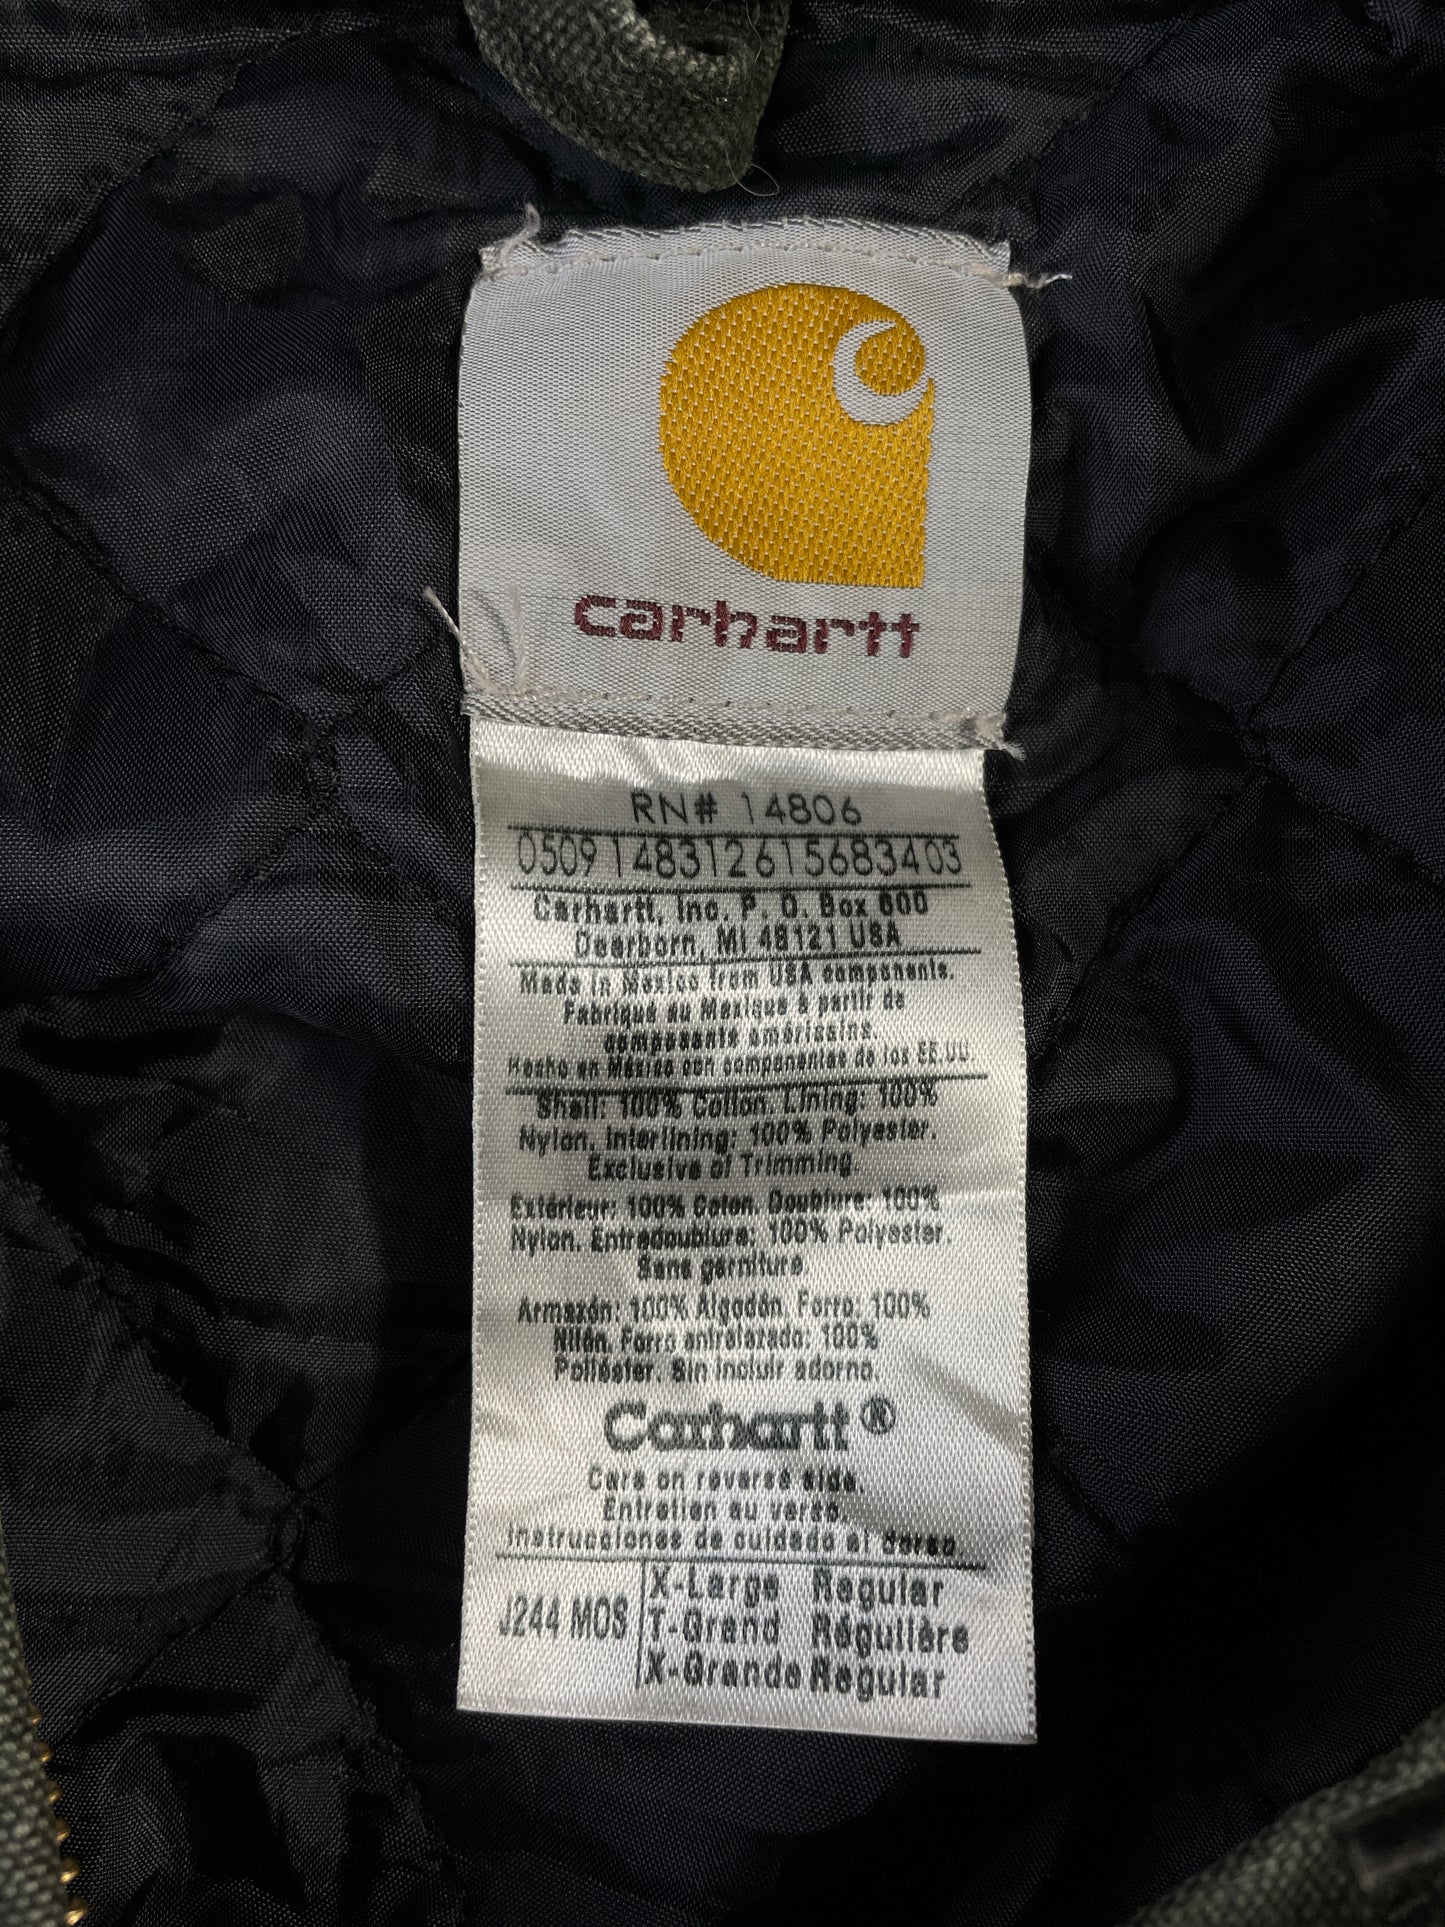 carhartt
RN# 14806
0509 148312615683403
Carhartt, Inc. P. O. Box 600
Dearborn, MI 48121 USA
Made in Mexico from USA components.
Fabriqué au Mexique à partir de
composants américains.
Hecho en México con componentes de los EE.UU.
Shell: 100% Cotton. Lining: 100%
Nylon. Interlining: 100% Polyester.
Exclusive of Trimming.
Extérieur: 100% Coton. Doublure: 100%
Nylon. Entredoublure: 100% Polyester.
Sans garniture.
Armazón: 100% Algodón. Forro: 100%
Nilón. Forro entrelazado: 100%
Poliéster. Sin incluir adorno.
Carhartt®
Care on reverse side.
Entretien au verso.
Instrucciones de cuidado al dorso
J244 MOS
X-Large Regular
T-Grand Régulière
X-Grande Regular